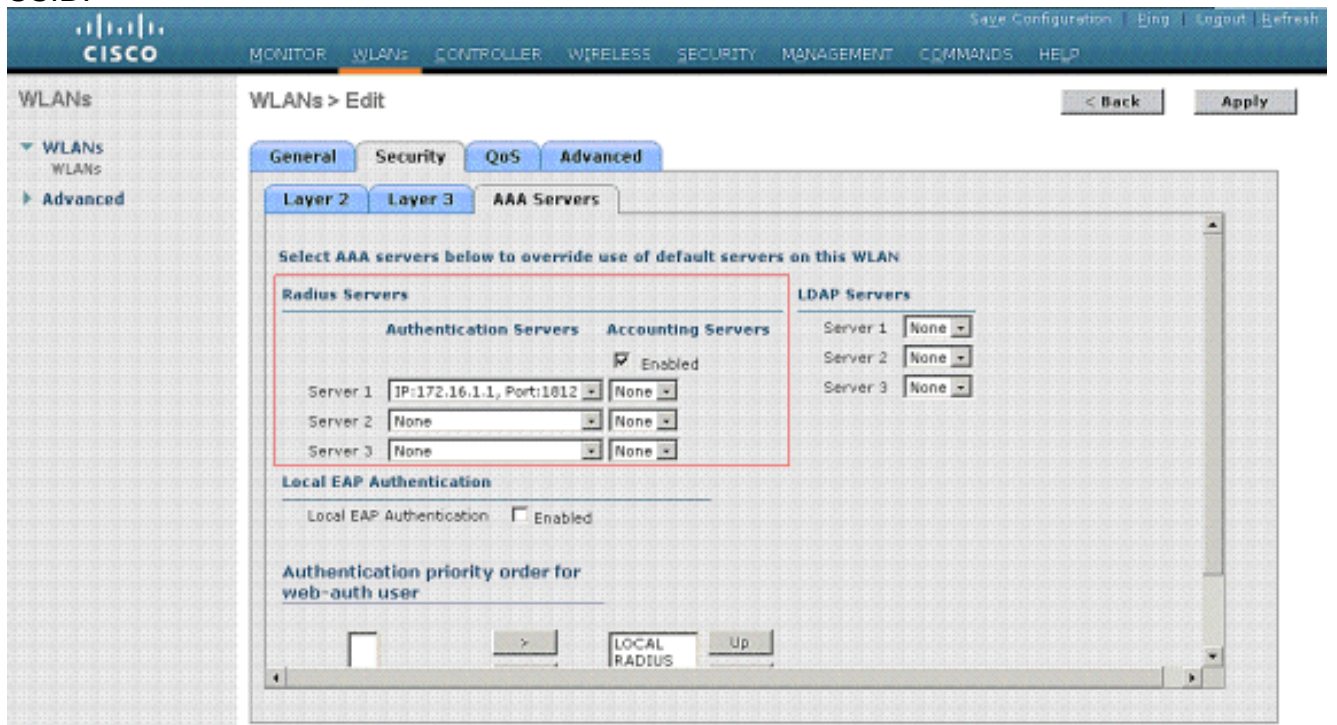 CISCO
Save Configuration | Ping | Logout | Refresh
MONITOR WLANs CONTROLLER WIRELESS SECURITY MANAGEMENT COMMANDS HELP
WLANs
WLANs > Edit
< Back
Apply
WLANs
WLANs
Advanced
General Security QoS Advanced
Layer 2 Layer 3 AAA Servers
Select AAA servers below to override use of default servers on this WLAN
Radius Servers
LDAP Servers
Authentication Servers Accounting Servers
Enabled
Server 1 IP:172.16.1.1, Port:1812 None
Server 2 None None
Server 3 None None
Server 1 None
Server 2 None
Server 3 None
Local EAP Authentication
Local EAP Authentication Enabled
Authentication priority order for
web-auth user
>
LOCAL
RADIUS
Up